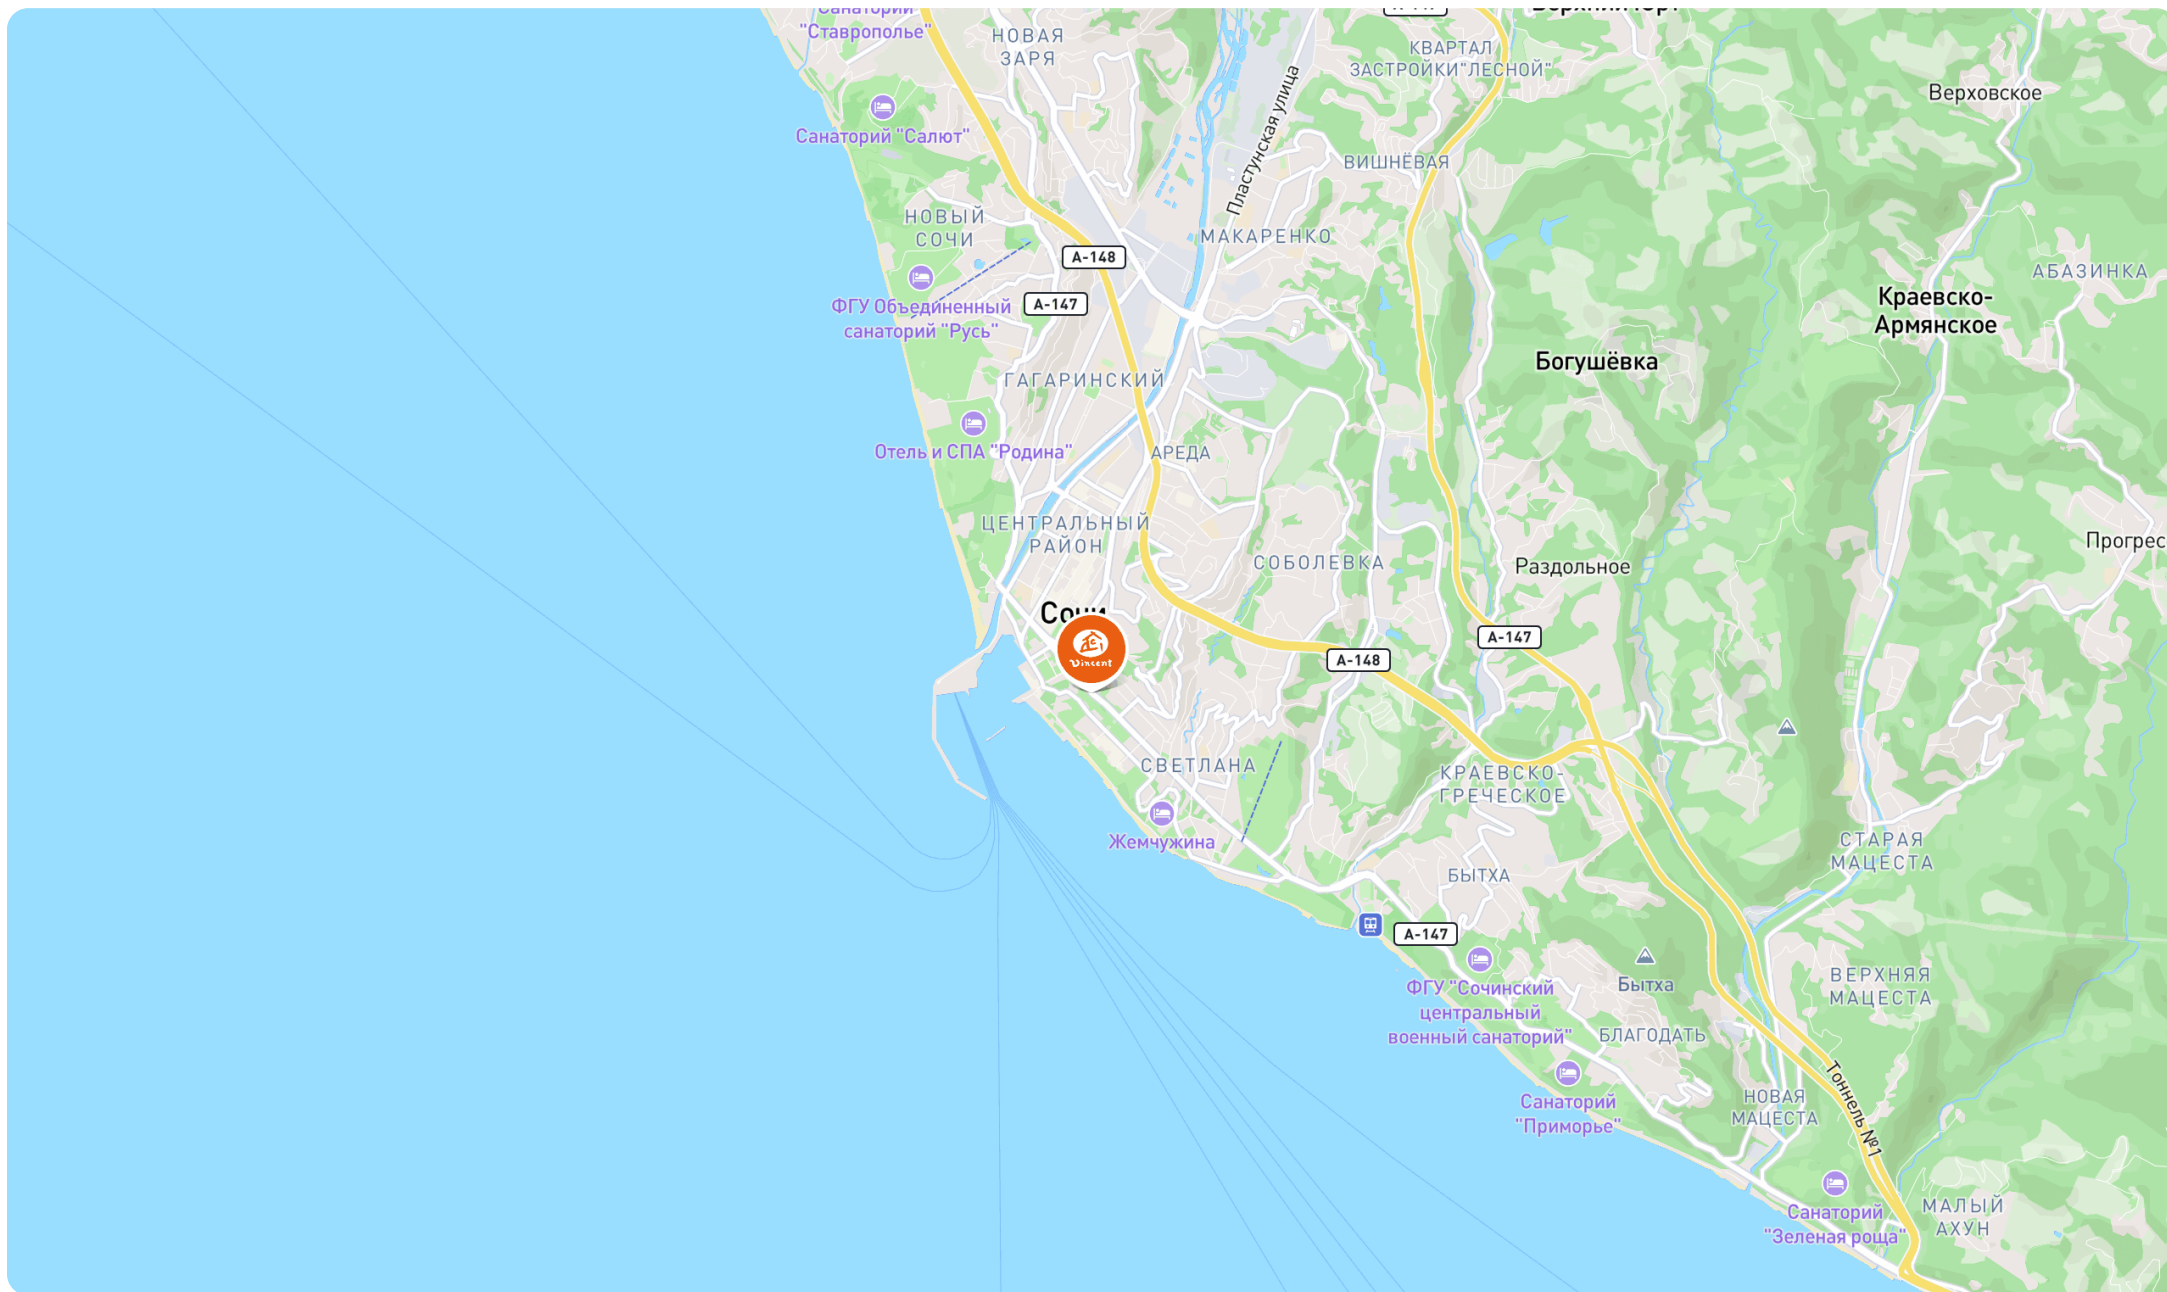 Санаторий
"Ставрополье"
НОВАЯ
ЗАРЯ
А-147
КВАРТАЛ
ЗАСТРОЙКИ"ЛЕСНОЙ"
Верховское
Санаторий "Салют"
Пластунская улица
ВИШНЁВАЯ
НОВЫЙ
СОЧИ
МАКАРЕНКО
А-148
АБАЗИНКА
ФГУ Объединенный
санаторий "Русь"
А-147
Краевско-
Армянское
Богушёвка
ГАГАРИНСКИЙ
Отель и СПА "Родина"
АРЕДА
ЦЕНТРАЛЬНЫЙ
РАЙОН
Прогрес
СОБОЛЕВКА
Раздольное
Сочи
Vincent
А-147
А-148
СВЕТЛАНА
КРАЕВСКО-
ГРЕЧЕСКОЕ
Жемчужина
СТАРАЯ
МАЦЕСТА
БЫТХА
А-147
ФГУ "Сочинский
центральный
военный санаторий"
Бытха
ВЕРХНЯЯ
МАЦЕСТА
БЛАГОДАТЬ
Санаторий
"Приморье"
НОВАЯ
МАЦЕСТА
Тоннель №1
Санаторий
"Зеленая роща"
МАЛЫЙ
АХУН